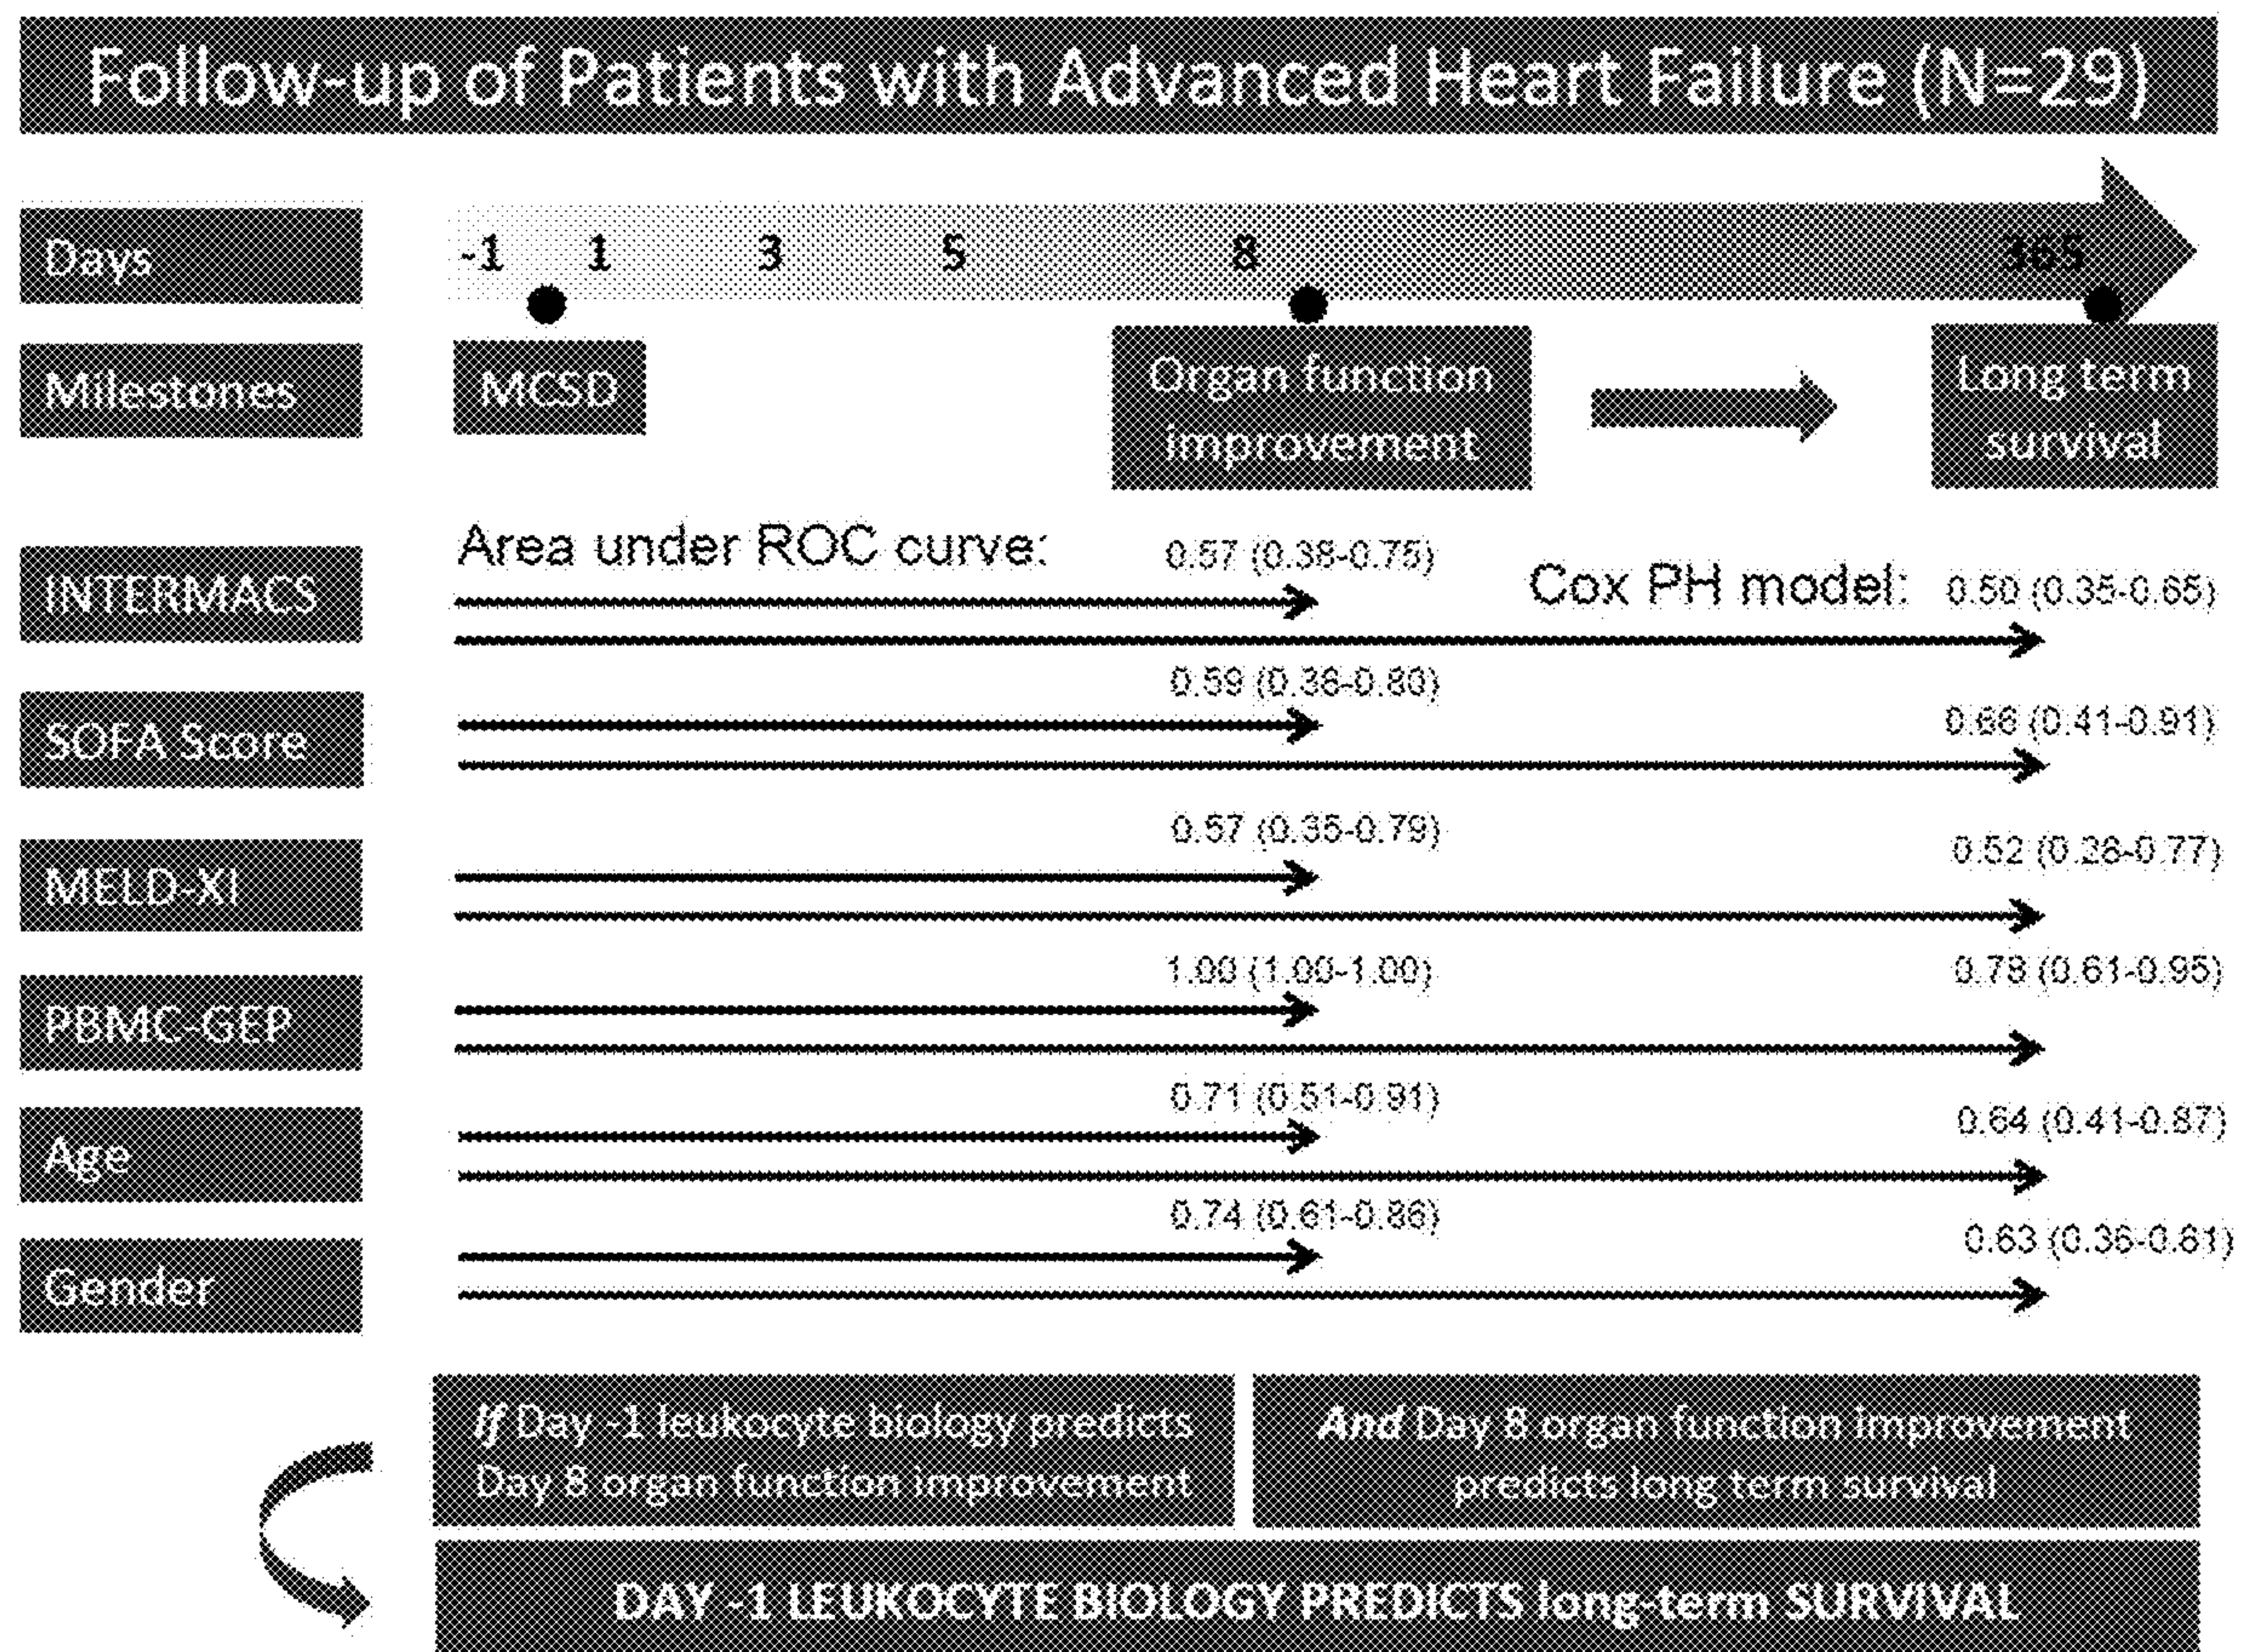 Follow-up of Patients with Advanced Heart Failure (N=29)
Days
-1 1 3 5 8 365
Milestones
MCSD
Organ function
improvement
Long term
survival
INTERMACS
Area under ROC curve: 0.57 (0.38-0.75)
Cox PH model: 0.50 (0.35-0.65)
SOFA Score
0.59 (0.38-0.80)
0.66 (0.41-0.91)
MELD-XI
0.57 (0.35-0.79)
0.52 (0.28-0.77)
PBMC-GEP
1.00 (1.00-1.00)
0.78 (0.61-0.95)
Age
0.71 (0.51-0.91)
0.64 (0.41-0.87)
Gender
0.74 (0.61-0.86)
0.63 (0.36-0.81)
If Day -1 leukocyte biology predicts
Day 8 organ function improvement
And Day 8 organ function improvement
predicts long term survival
DAY -1 LEUKOCYTE BIOLOGY PREDICTS long-term SURVIVAL